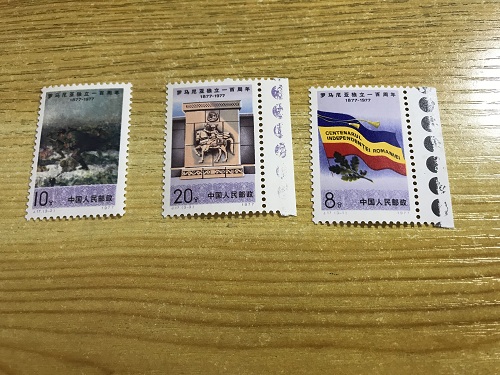 罗马尼亚独立一百周年
1877-1977
10分
中国人民邮政
1977
罗马尼亚独立一百周年
1877-1977
20分
中国人民邮政
1977
罗马尼亚独立一百周年
1877-1977
CENTENARUL
INDEPENDENTEI ROMANIEI
8分
中国人民邮政
1977